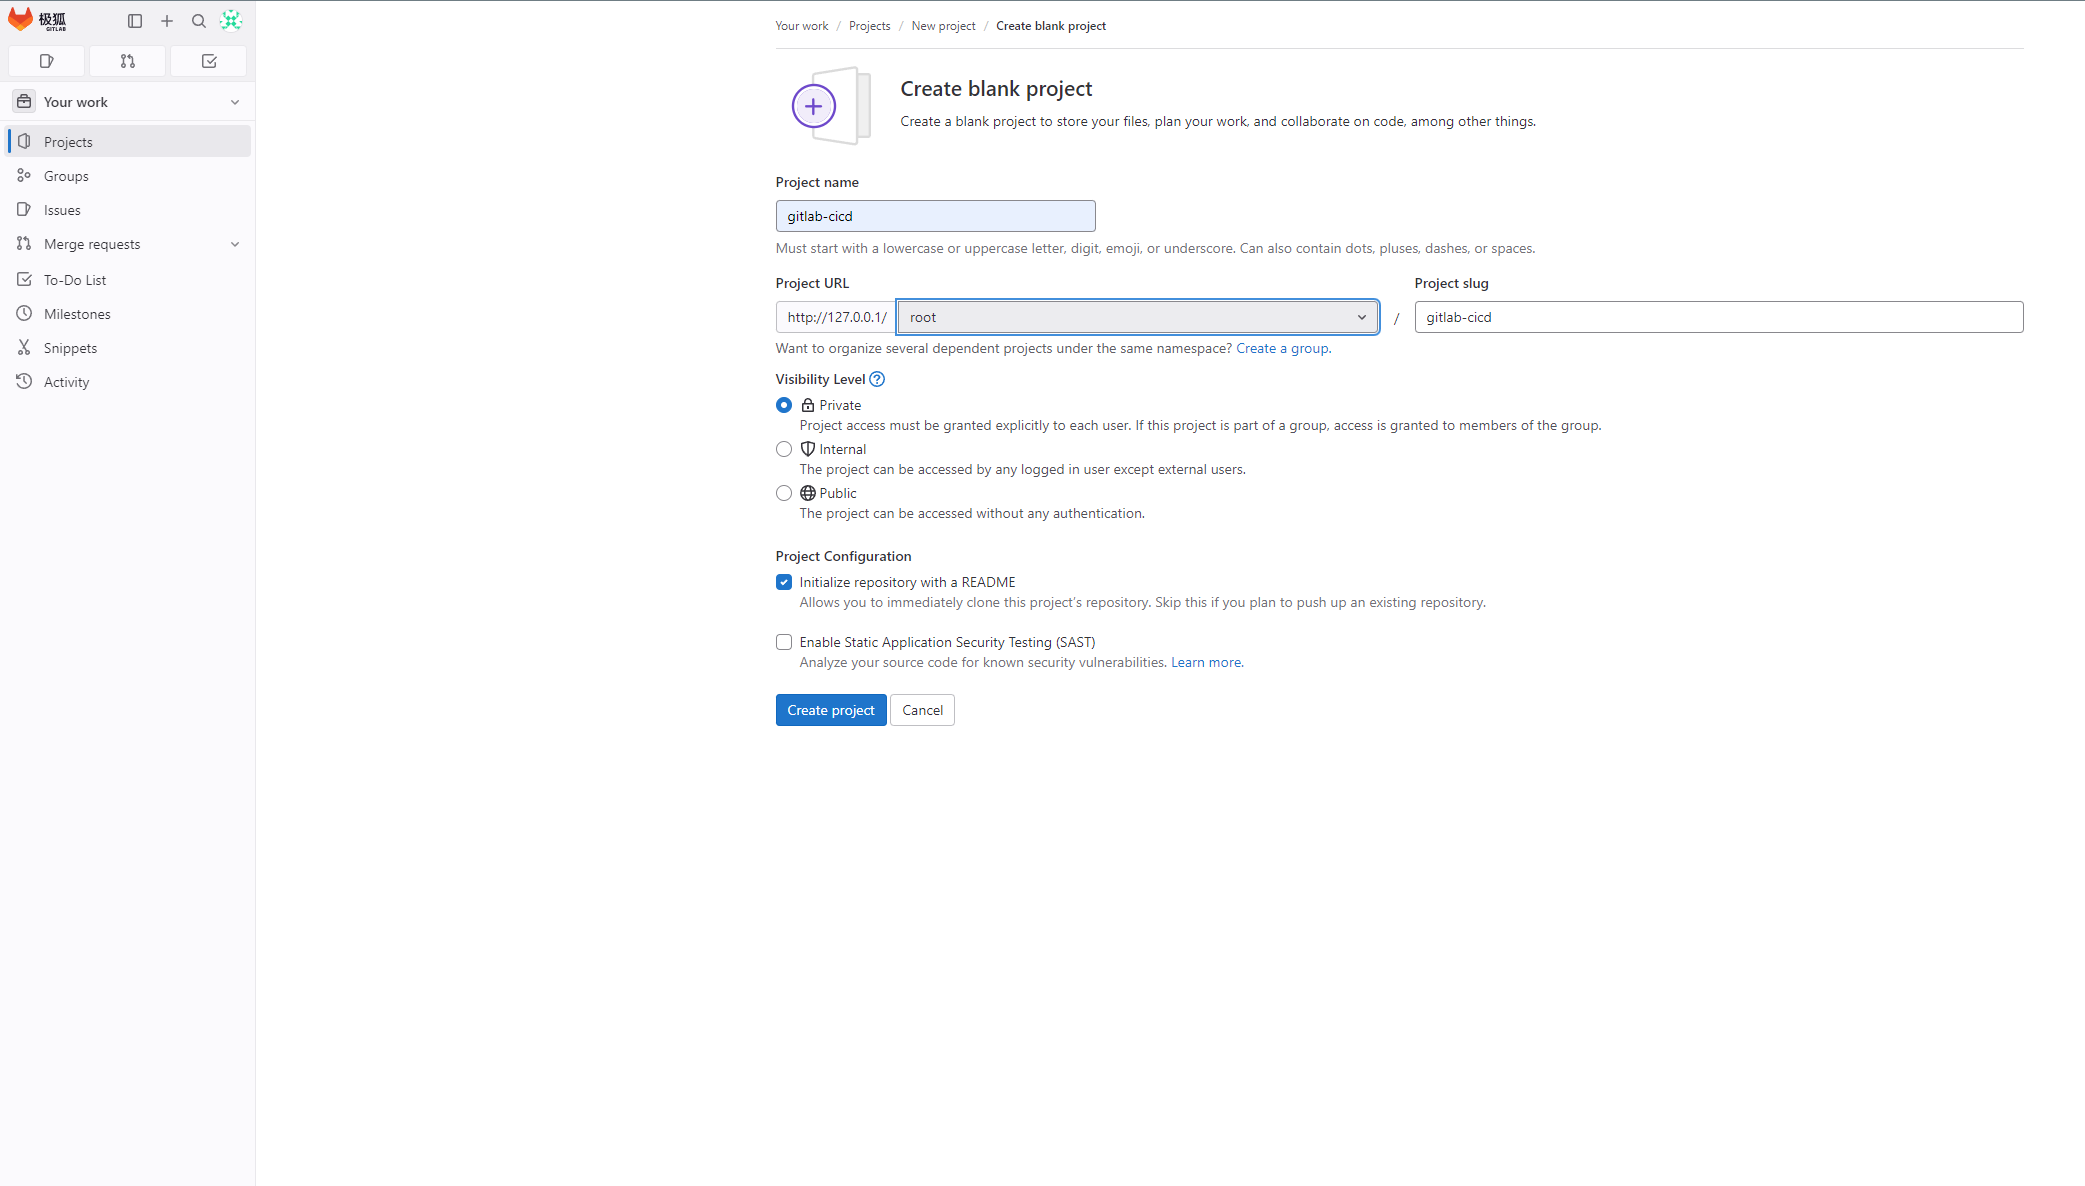 极狐
GITLAB
Your work
Projects
Groups
Issues
Merge requests
To-Do List
Milestones
Snippets
Activity
Your work / Projects / New project / Create blank project
Create blank project
Create a blank project to store your files, plan your work, and collaborate on code, among other things.
Project name
gitlab-cicd
Must start with a lowercase or uppercase letter, digit, emoji, or underscore. Can also contain dots, pluses, dashes, or spaces.
Project URL
Project slug
http://127.0.0.1/ root / gitlab-cicd
Want to organize several dependent projects under the same namespace? Create a group.
Visibility Level
Private
Project access must be granted explicitly to each user. If this project is part of a group, access is granted to members of the group.
Internal
The project can be accessed by any logged in user except external users.
Public
The project can be accessed without any authentication.
Project Configuration
Initialize repository with a README
Allows you to immediately clone this project's repository. Skip this if you plan to push up an existing repository.
Enable Static Application Security Testing (SAST)
Analyze your source code for known security vulnerabilities. Learn more.
Create project Cancel